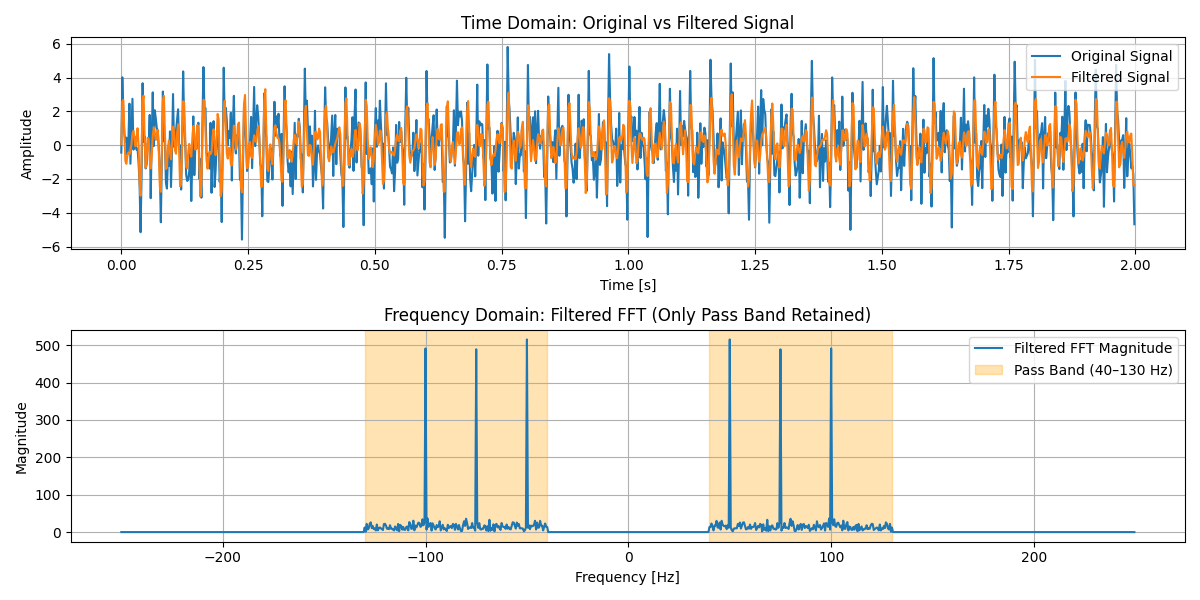 Time Domain: Original vs Filtered Signal
Amplitude
6
4
2
0
−2
−4
−6
Original Signal
Filtered Signal
0.00 0.25 0.50 0.75 1.00 1.25 1.50 1.75 2.00
Time [s]
Frequency Domain: Filtered FFT (Only Pass Band Retained)
Magnitude
500
400
300
200
100
0
Filtered FFT Magnitude
Pass Band (40–130 Hz)
−200 −100 0 100 200
Frequency [Hz]